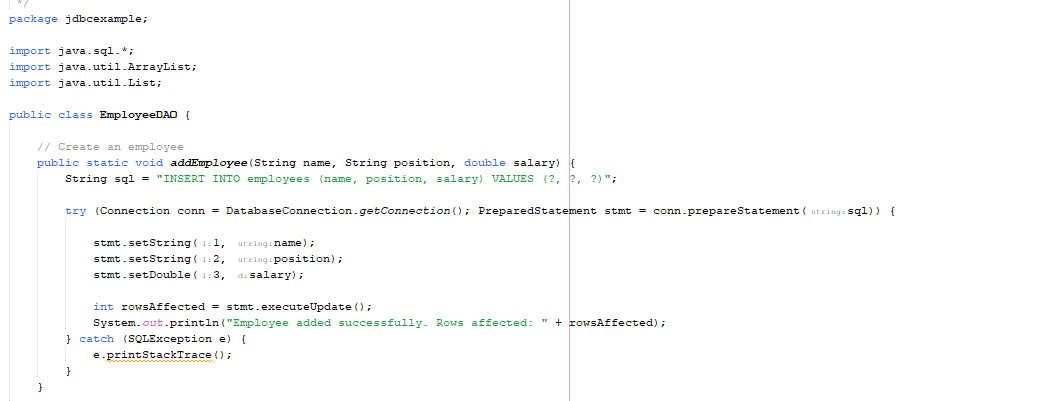 */
package jdbcexample;
import java.sql.*;
import java.util.ArrayList;
import java.util.List;
public class EmployeeDAO {
// Create an employee
public static void addEmployee(String name, String position, double salary) {
String sql = "INSERT INTO employees (name, position, salary) VALUES (?, ?, ?)";
try (Connection conn = DatabaseConnection.getConnection(); PreparedStatement stmt = conn.prepareStatement( string: sql)) {
stmt.setString( i: 1, string: name);
stmt.setString( i: 2, string: position);
stmt.setDouble( i: 3, d: salary);
int rowsAffected = stmt.executeUpdate();
System.out.println("Employee added successfully. Rows affected: " + rowsAffected);
} catch (SQLException e) {
e.printStackTrace();
}
}